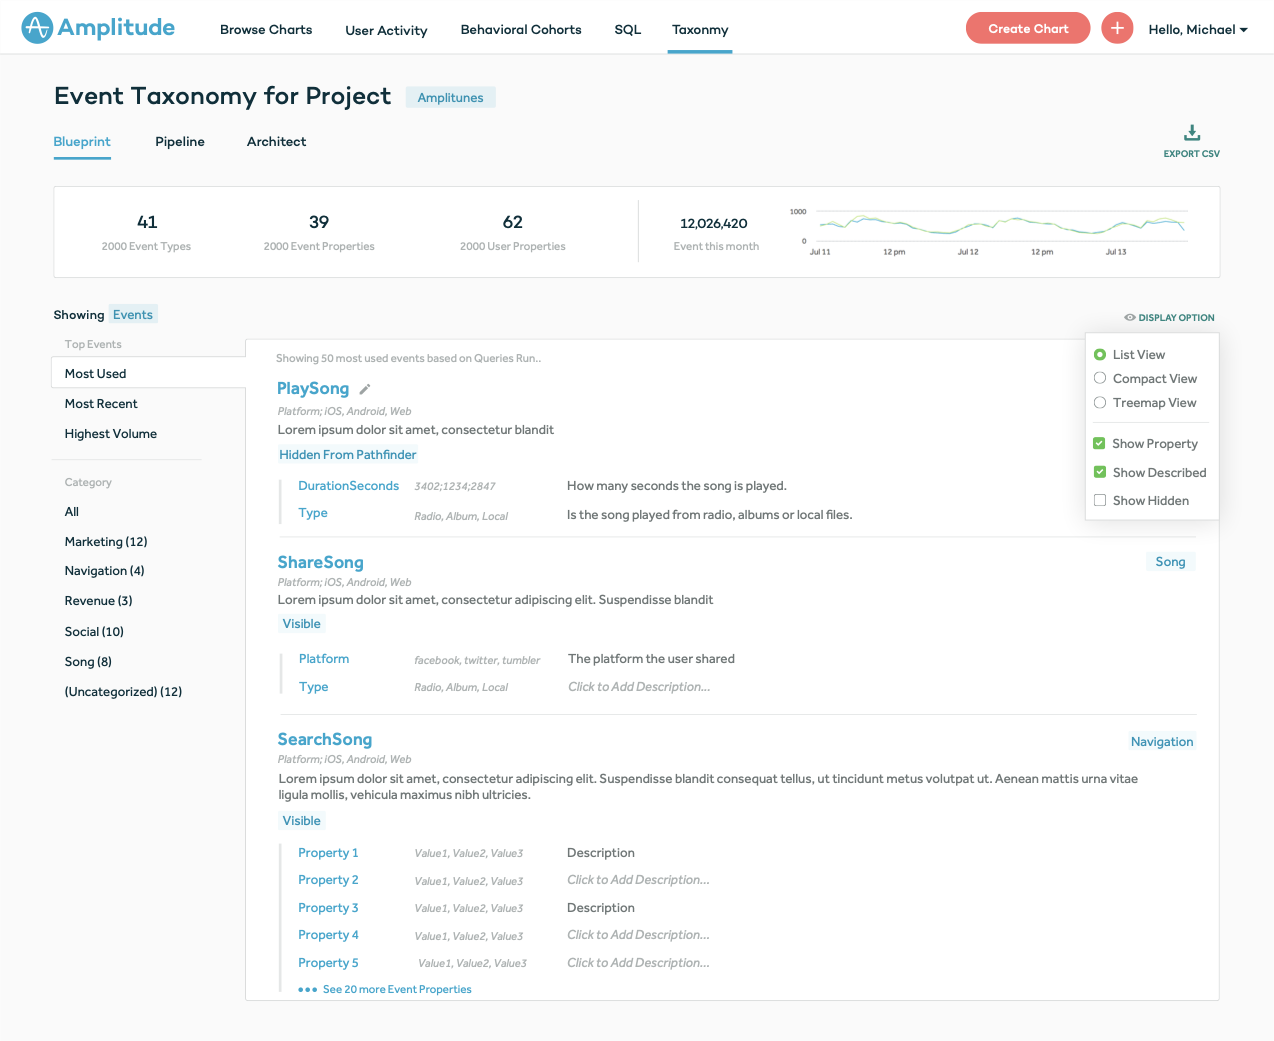 Amplitude
Browse Charts
User Activity
Behavioral Cohorts
SQL
Taxonmy
Create Chart
+
Hello, Michael
Event Taxonomy for Project
Amplitunes
Blueprint
Pipeline
Architect
EXPORT CSV
41
2000 Event Types
39
2000 Event Properties
62
2000 User Properties
12,026,420
Event this month
1000
0
Jul 11
12 pm
Jul 12
12 pm
Jul 13
Showing Events
DISPLAY OPTION
Top Events
Most Used
Most Recent
Highest Volume
Category
All
Marketing (12)
Navigation (4)
Revenue (3)
Social (10)
Song (8)
(Uncategorized) (12)
List View
Compact View
Treemap View
Show Property
Show Described
Show Hidden
Showing 50 most used events based on Queries Run..
PlaySong
Platform; iOS, Android, Web
Lorem ipsum dolor sit amet, consectetur blandit
Hidden From Pathfinder
DurationSeconds 3402;1234;2847 How many seconds the song is played.
Type Radio, Album, Local Is the song played from radio, albums or local files.
ShareSong
Song
Platform; iOS, Android, Web
Lorem ipsum dolor sit amet, consectetur adipiscing elit. Suspendisse blandit
Visible
Platform facebook, twitter, tumbler The platform the user shared
Type Radio, Album, Local Click to Add Description...
SearchSong
Navigation
Platform; iOS, Android, Web
Lorem ipsum dolor sit amet, consectetur adipiscing elit. Suspendisse blandit consequat tellus, ut tincidunt metus volutpat ut. Aenean mattis urna vitae
ligula mollis, vehicula maximus nibh ultricies.
Visible
Property 1 Value1, Value2, Value3 Description
Property 2 Value1, Value2, Value3 Click to Add Description...
Property 3 Value1, Value2, Value3 Description
Property 4 Value1, Value2, Value3 Click to Add Description...
Property 5 Value1, Value2, Value3 Click to Add Description...
••• See 20 more Event Properties